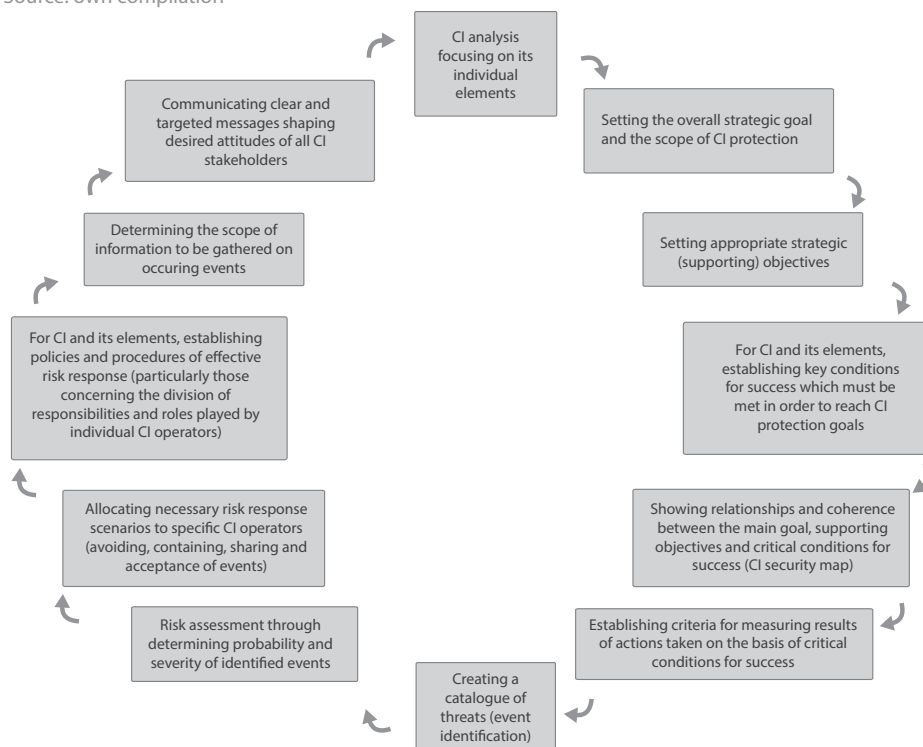 Source: own compilation
CI analysis
focusing on its
individual
elements
Setting the overall strategic goal
and the scope of CI protection
Setting appropriate strategic
(supporting) objectives
For CI and its elements,
establishing key conditions
for success which must be
met in order to reach CI
protection goals
Showing relationships and coherence
between the main goal, supporting
objectives and critical conditions for
success (CI security map)
Establishing criteria for measuring results
of actions taken on the basis of critical
conditions for success
Creating a
catalogue of
threats (event
identification)
Risk assessment through
determining probability and
severity of identified events
Allocating necessary risk response
scenarios to specific CI operators
(avoiding, containing, sharing and
acceptance of events)
For CI and its elements, establishing
policies and procedures of effective
risk response (particularly those
concerning the division of
responsibilities and roles played by
individual CI operators)
Determining the scope of
information to be gathered on
occuring events
Communicating clear and
targeted messages shaping
desired attitudes of all CI
stakeholders